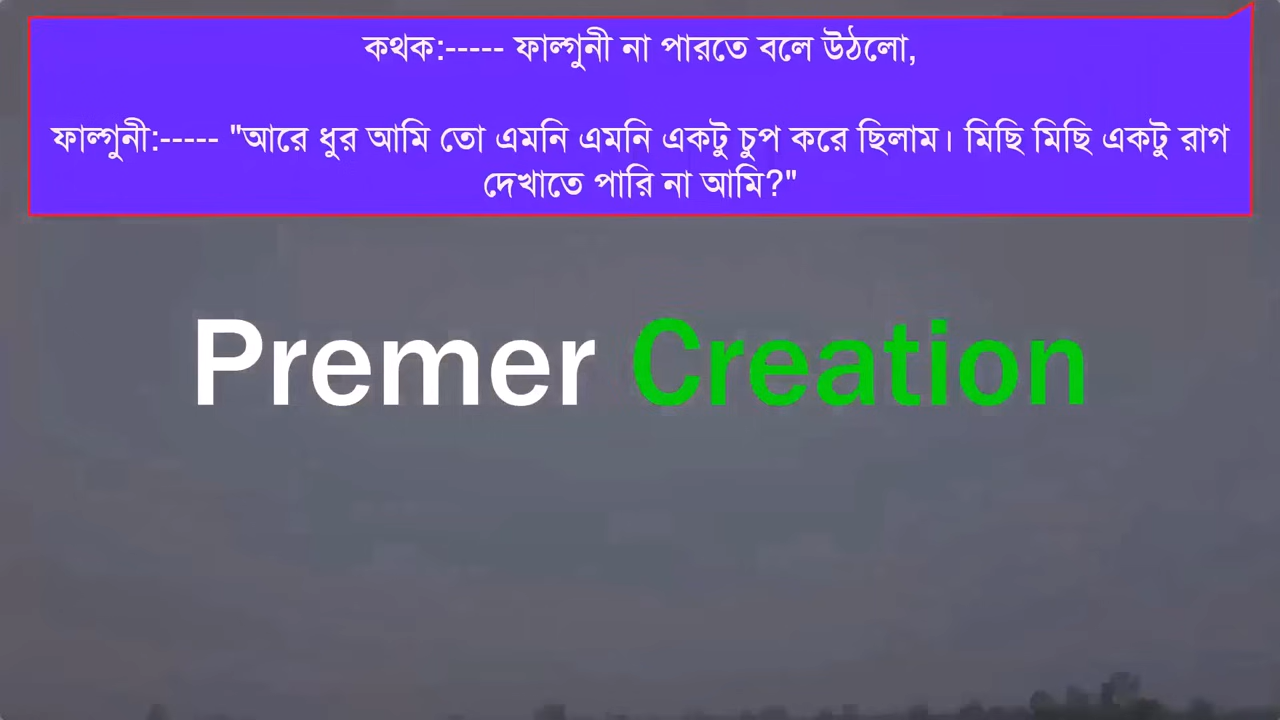 কথক:----- ফাল্গুনী না পারতে বলে উঠলো,
ফাল্গুনী:----- "আরে ধুর আমি তো এমনি এমনি একটু চুপ করে ছিলাম। মিছি মিছি একটু রাগ
দেখাতে পারি না আমি?"
Premer Creation